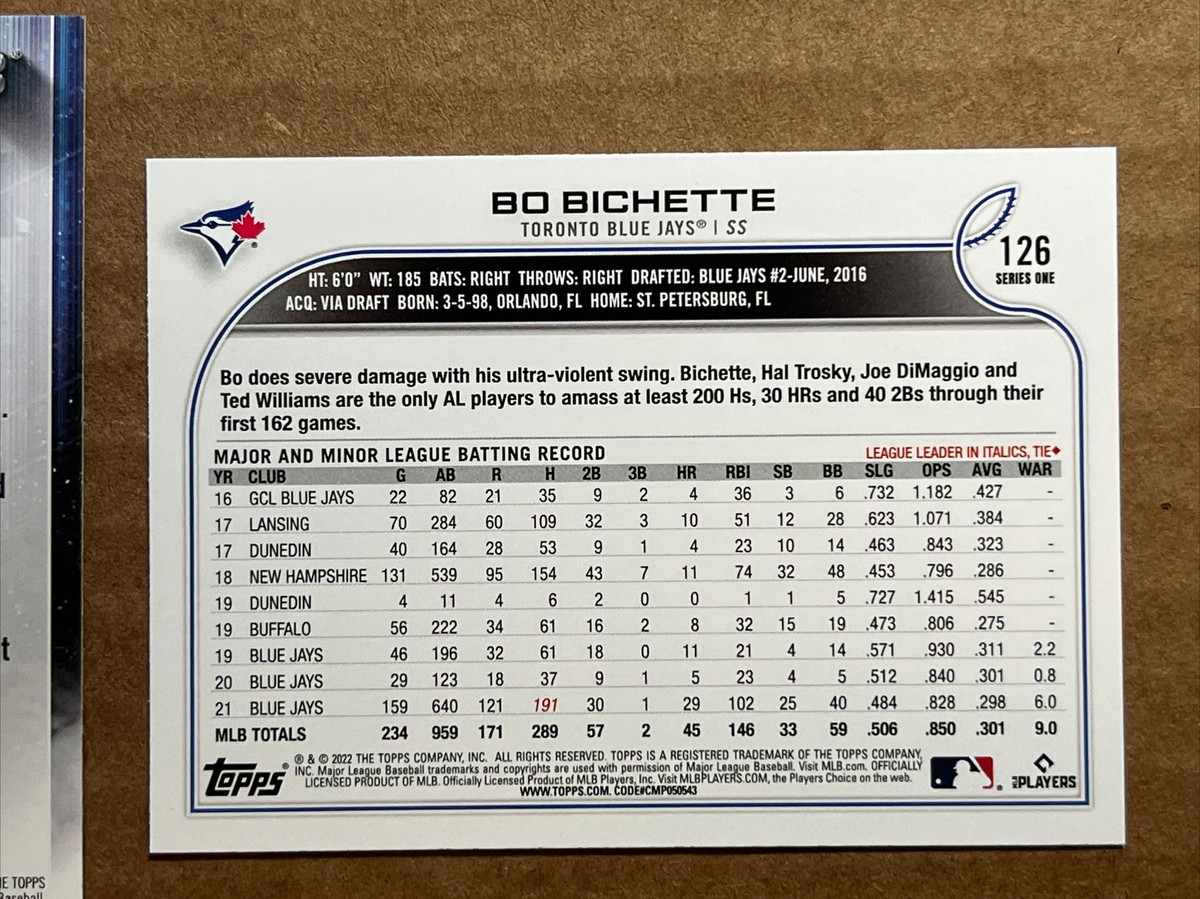 BO BICHETTE
TORONTO BLUE JAYS® | SS
126
SERIES ONE
HT: 6'0" WT: 185 BATS: RIGHT THROWS: RIGHT DRAFTED: BLUE JAYS #2-JUNE, 2016
ACQ: VIA DRAFT BORN: 3-5-98, ORLANDO, FL HOME: ST. PETERSBURG, FL
Bo does severe damage with his ultra-violent swing. Bichette, Hal Trosky, Joe DiMaggio and
Ted Williams are the only AL players to amass at least 200 Hs, 30 HRs and 40 2Bs through their
first 162 games.
MAJOR AND MINOR LEAGUE BATTING RECORD LEAGUE LEADER IN ITALICS, TIE◆
YR CLUB G AB R H 2B 3B HR RBI SB BB SLG OPS AVG WAR
16 GCL BLUE JAYS 22 82 21 35 9 2 4 36 3 6 .732 1.182 .427 -
17 LANSING 70 284 60 109 32 3 10 51 12 28 .623 1.071 .384 -
17 DUNEDIN 40 164 28 53 9 1 4 23 10 14 .463 .843 .323 -
18 NEW HAMPSHIRE 131 539 95 154 43 7 11 74 32 48 .453 .796 .286 -
19 DUNEDIN 4 11 4 6 2 0 0 1 1 5 .727 1.415 .545 -
19 BUFFALO 56 222 34 61 16 2 8 32 15 19 .473 .806 .275 -
19 BLUE JAYS 46 196 32 61 18 0 11 21 4 14 .571 .930 .311 2.2
20 BLUE JAYS 29 123 18 37 9 1 5 23 4 5 .512 .840 .301 0.8
21 BLUE JAYS 159 640 121 191 30 1 29 102 25 40 .484 .828 .298 6.0
MLB TOTALS 234 959 171 289 57 2 45 146 33 59 .506 .850 .301 9.0
topps®
® & © 2022 THE TOPPS COMPANY, INC. ALL RIGHTS RESERVED. TOPPS IS A REGISTERED TRADEMARK OF THE TOPPS COMPANY,
INC. Major League Baseball trademarks and copyrights are used with permission of Major League Baseball. Visit MLB.com. OFFICIALLY
LICENSED PRODUCT OF MLB. Officially Licensed Product of MLB Players, Inc. Visit MLBPLAYERS.COM, the Players Choice on the web.
WWW.TOPPS.COM. CODE#CMP050543
MLB PLAYERS
TOPPS
Baseball